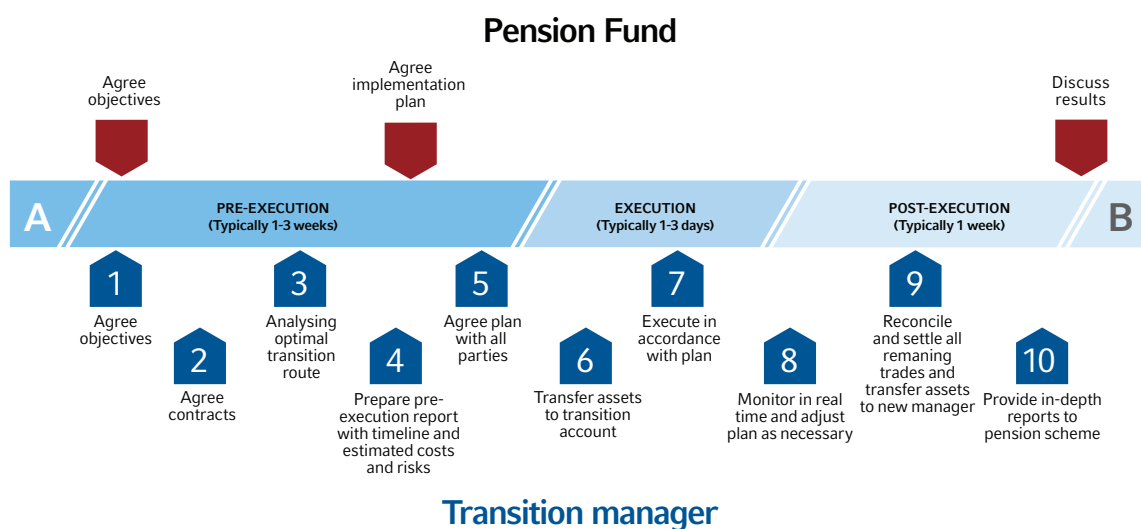 Pension Fund
Agree
objectives
Agree
implementation
plan
Discuss
results
A
PRE-EXECUTION
(Typically 1-3 weeks)
EXECUTION
(Typically 1-3 days)
POST-EXECUTION
(Typically 1 week)
B
1
Agree
objectives
2
Agree
contracts
3
Analysing
optimal
transition
route
4
Prepare pre-
execution report
with timeline and
estimated costs
and risks
5
Agree plan
with all
parties
6
Transfer assets
to transition
account
7
Execute in
accordance
with plan
8
Monitor in real
time and adjust
plan as necessary
9
Reconcile
and settle all
remaning
trades and
transfer assets
to new manager
10
Provide in-depth
reports to
pension scheme
Transition manager